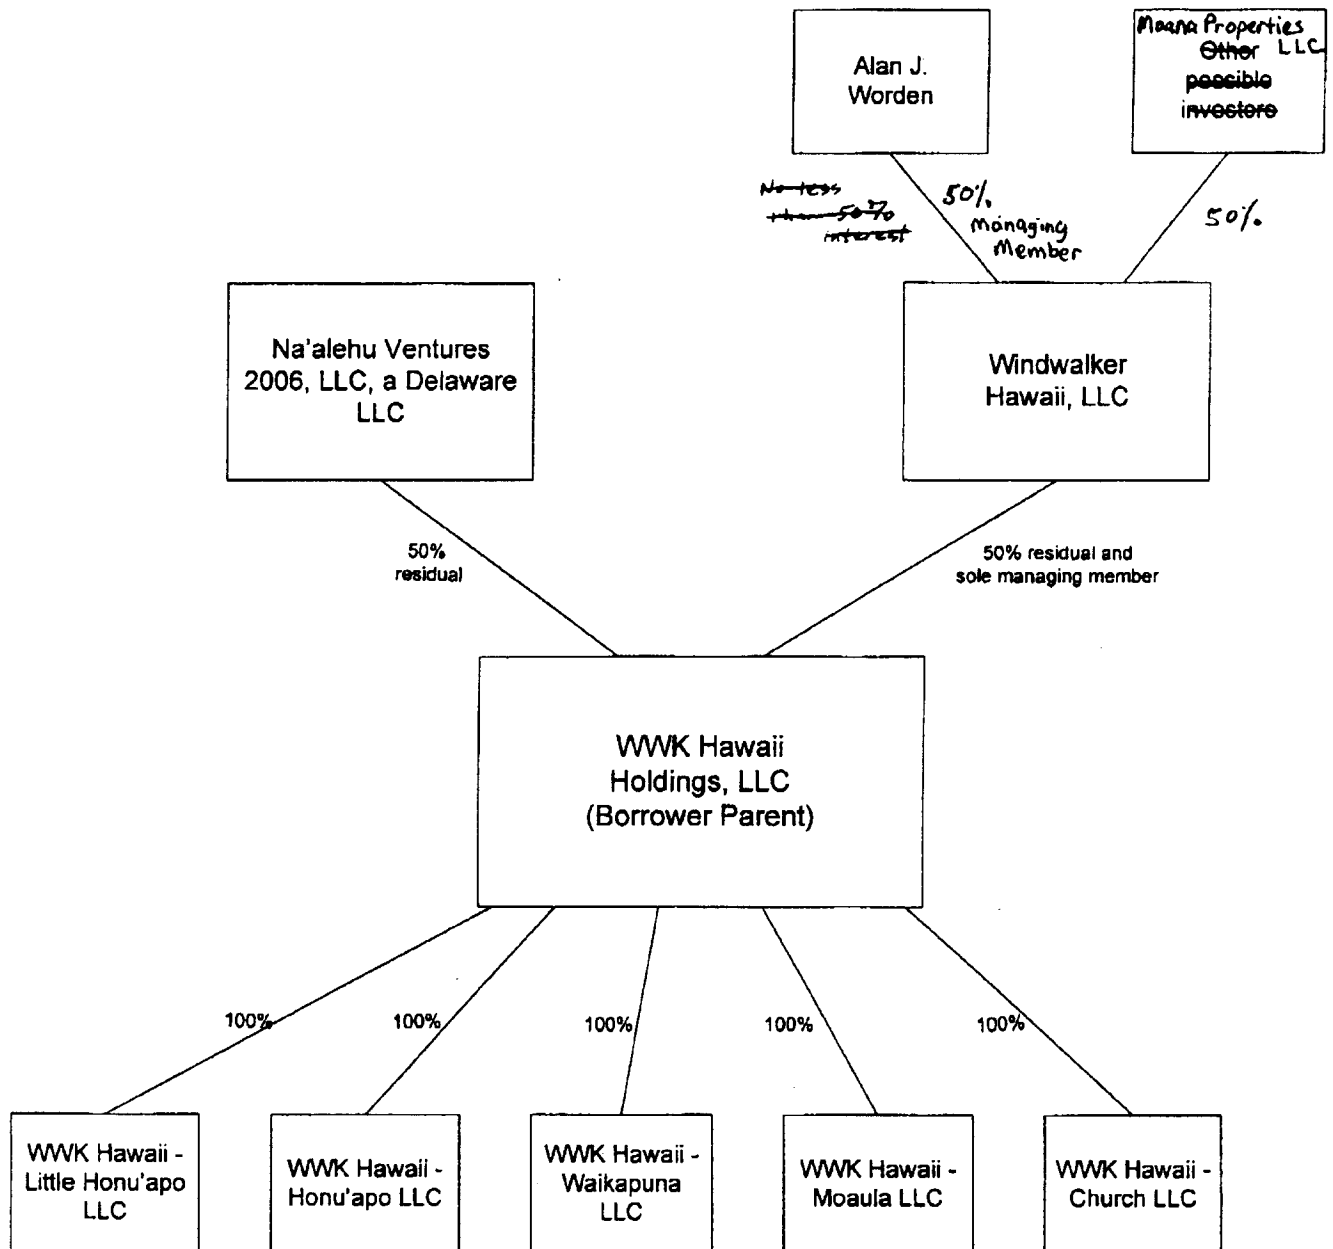 Alan J.
Worden
Moana Properties
LLC
Other
possible
investors
No less
than 50%
interest
50%
Managing
Member
50%
Na'alehu Ventures
2006, LLC, a Delaware
LLC
Windwalker
Hawaii, LLC
50%
residual
50% residual and
sole managing member
WWK Hawaii
Holdings, LLC
(Borrower Parent)
100%
100%
100%
100%
100%
WWK Hawaii -
Little Honu'apo
LLC
WWK Hawaii -
Honu'apo LLC
WWK Hawaii -
Waikapuna
LLC
WWK Hawaii -
Moaula LLC
WWK Hawaii -
Church LLC